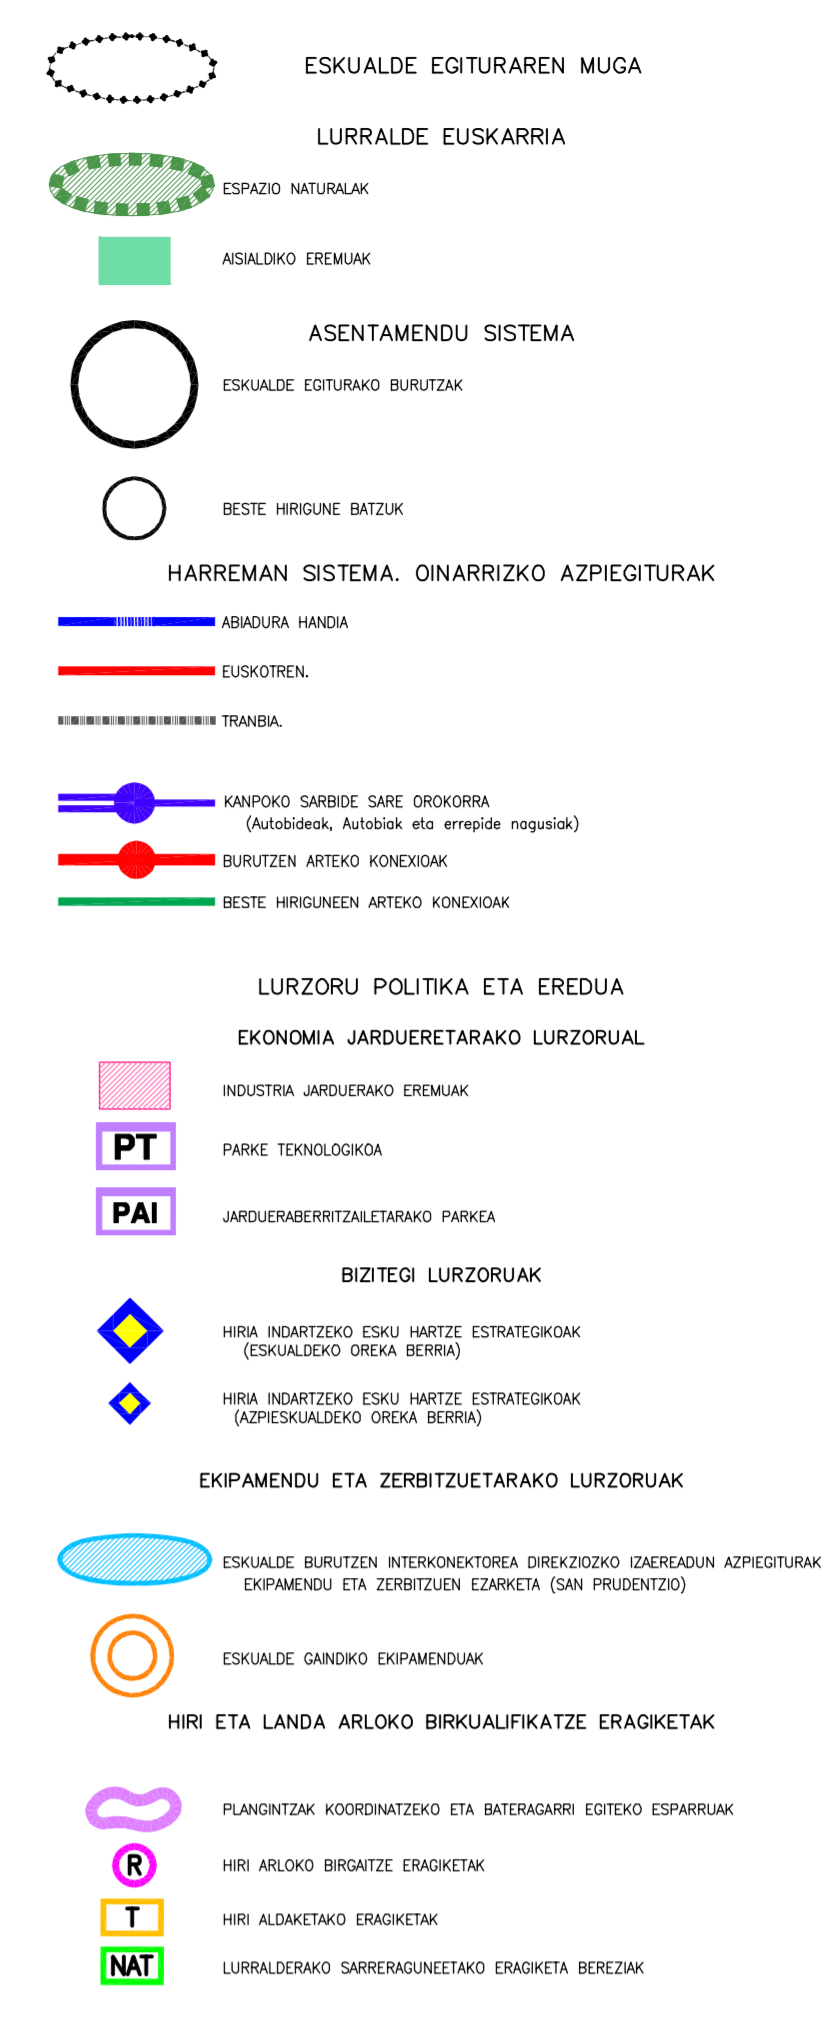 ESKUALDE EGITURAREN MUGA
LURRALDE EUSKARRIA
ESPAZIO NATURALAK
AISIALDIKO EREMUAK
ASENTAMENDU SISTEMA
ESKUALDE EGITURAKO BURUTZAK
BESTE HIRIGUNE BATZUK
HARREMAN SISTEMA. OINARRIZKO AZPIEGITURAK
ABIADURA HANDIA
EUSKOTREN.
TRANBIA.
KANPOKO SARBIDE SARE OROKORRA
(Autobideak, Autobiak eta errepide nagusiak)
BURUTZEN ARTEKO KONEXIOAK
BESTE HIRIGUNEEN ARTEKO KONEXIOAK
LURZORU POLITIKA ETA EREDUA
EKONOMIA JARDUERETARAKO LURZORUAL
INDUSTRIA JARDUERAKO EREMUAK
PT PARKE TEKNOLOGIKOA
PAI JARDUERABERRITZAILETARAKO PARKEA
BIZITEGI LURZORUAK
HIRIA INDARTZEKO ESKU HARTZE ESTRATEGIKOAK
(ESKUALDEKO OREKA BERRIA)
HIRIA INDARTZEKO ESKU HARTZE ESTRATEGIKOAK
(AZPIESKUALDEKO OREKA BERRIA)
EKIPAMENDU ETA ZERBITZUETARAKO LURZORUAK
ESKUALDE BURUTZEN INTERKONEKTOREA DIREKZIOZKO IZAEREADUN AZPIEGITURAK
EKIPAMENDU ETA ZERBITZUEN EZARKETA (SAN PRUDENTZIO)
ESKUALDE GAINDIKO EKIPAMENDUAK
HIRI ETA LANDA ARLOKO BIRKUALIFIKATZE ERAGIKETAK
PLANGINTZAK KOORDINATZEKO ETA BATERAGARRI EGITEKO ESPARRUAK
R HIRI ARLOKO BIRGAITZE ERAGIKETAK
T HIRI ALDAKETAKO ERAGIKETAK
NAT LURRALDERAKO SARRERAGUNEETAKO ERAGIKETA BEREZIAK